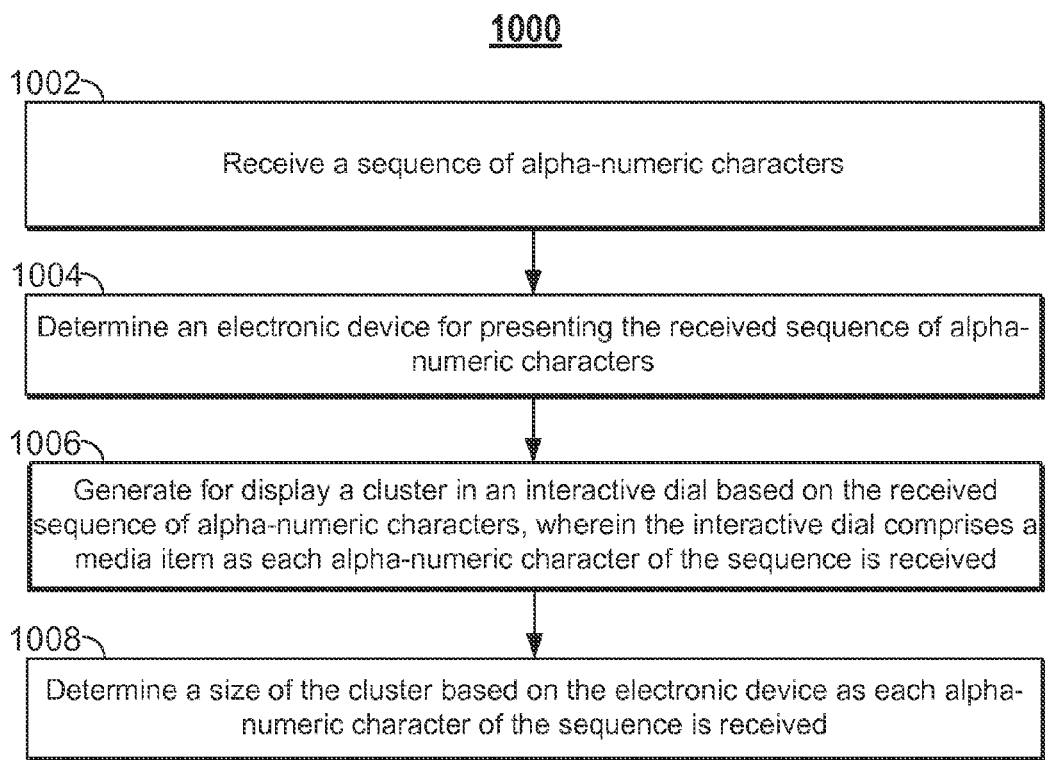 1000
1002
Receive a sequence of alpha-numeric characters
1004
Determine an electronic device for presenting the received sequence of alpha-
numeric characters
1006
Generate for display a cluster in an interactive dial based on the received
sequence of alpha-numeric characters, wherein the interactive dial comprises a
media item as each alpha-numeric character of the sequence is received
1008
Determine a size of the cluster based on the electronic device as each alpha-
numeric character of the sequence is received